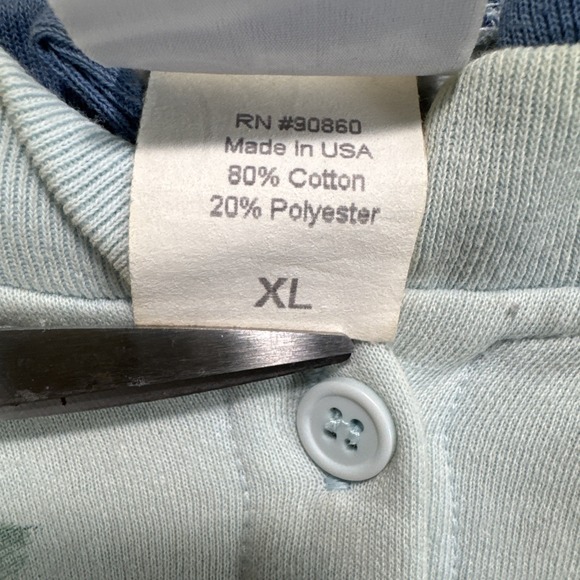 RN #90860
Made in USA
80% Cotton
20% Polyester
XL